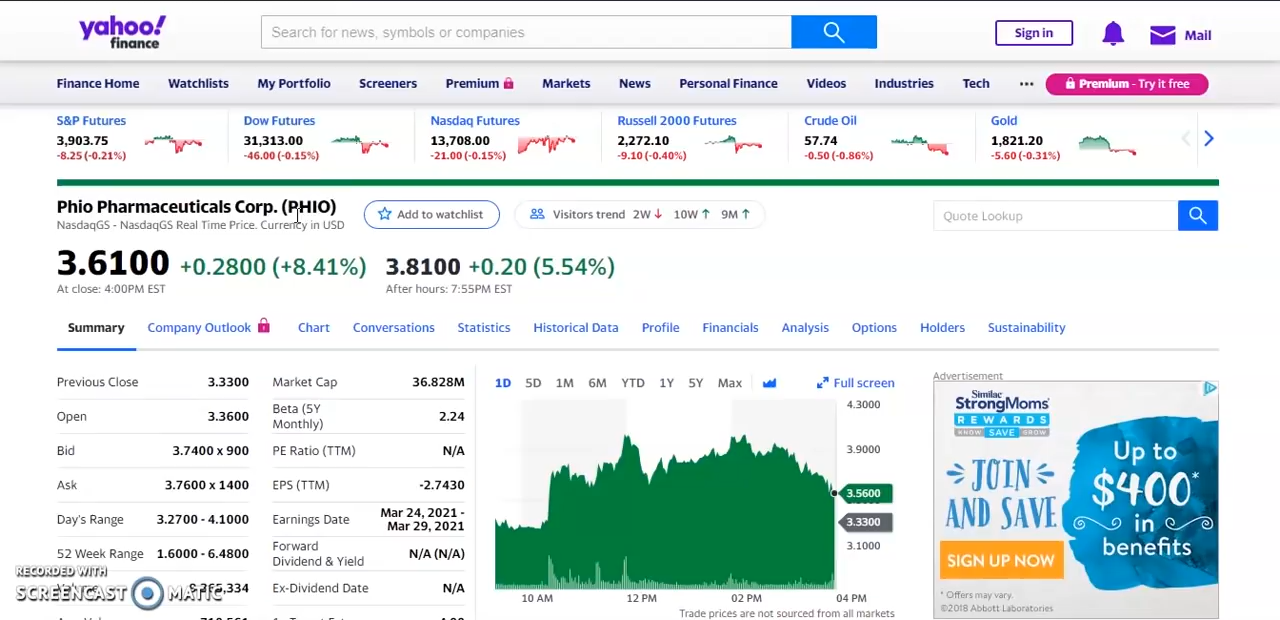 yahoo!
finance
Search for news, symbols or companies
Sign in
Mail
Finance Home Watchlists My Portfolio Screeners Premium Markets News Personal Finance Videos Industries Tech ... Premium - Try it free
S&P Futures Dow Futures Nasdaq Futures Russell 2000 Futures Crude Oil Gold
3,903.75 31,313.00 13,708.00 2,272.10 57.74 1,821.20
-8.25 (-0.21%) -46.00 (-0.15%) -21.00 (-0.15%) -9.10 (-0.40%) -0.50 (-0.86%) -5.60 (-0.31%)
Phio Pharmaceuticals Corp. (PHIO)
NasdaqGS - NasdaqGS Real Time Price. Currency in USD
Add to watchlist
Visitors trend 2W↓ 10W↑ 9M↑
Quote Lookup
3.6100 +0.2800 (+8.41%) 3.8100 +0.20 (5.54%)
At close: 4:00PM EST After hours: 7:55PM EST
Summary Company Outlook Chart Conversations Statistics Historical Data Profile Financials Analysis Options Holders Sustainability
Previous Close 3.3300
Open 3.3600
Bid 3.7400 x 900
Ask 3.7600 x 1400
Day's Range 3.2700 - 4.1000
52 Week Range 1.6000 - 6.4800
Market Cap 36.828M
Beta (5Y
Monthly) 2.24
PE Ratio (TTM) N/A
EPS (TTM) -2.7430
Earnings Date Mar 24, 2021 -
Mar 29, 2021
Forward
Dividend & Yield N/A (N/A)
Ex-Dividend Date N/A
1D 5D 1M 6M YTD 1Y 5Y Max Full screen
4.3000
3.9000
3.5600
3.3300
3.1000
10 AM 12 PM 02 PM 04 PM
Trade prices are not sourced from all markets
Advertisement
Similac
StrongMoms
REWARDS
KNOW SAVE GROW
JOIN
AND SAVE
SIGN UP NOW
Up to
$400*
in
benefits
* Offers may vary.
©2018 Abbott Laboratories
RECORDED WITH
SCREENCAST MATIC